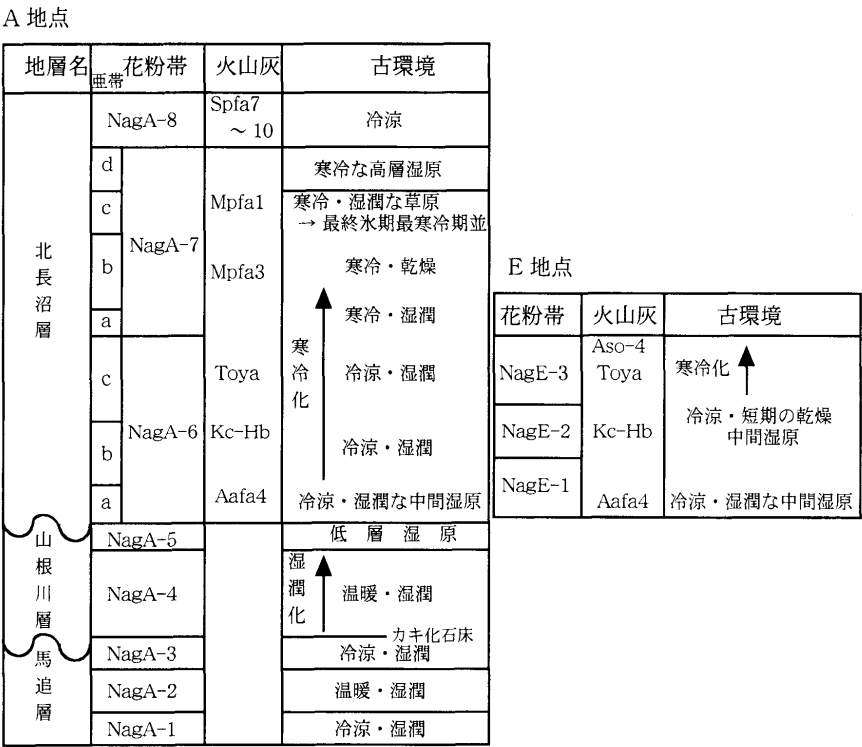 A 地点
地層名 亜帯 花粉帯 火山灰 古環境
北長沼層
NagA-8 Spfa7 ～ 10 冷涼
d 寒冷な高層湿原
c Mpfa1 寒冷・湿潤な草原
→ 最終氷期最寒冷期並
NagA-7
b Mpfa3 寒冷・乾燥
a 寒冷・湿潤
寒冷化
c Toya 冷涼・湿潤
NagA-6
b Kc-Hb 冷涼・湿潤
a Aafa4 冷涼・湿潤な中間湿原
山根川層
NagA-5 低層湿原
湿潤化
NagA-4 温暖・湿潤
カキ化石床
馬追層
NagA-3 冷涼・湿潤
NagA-2 温暖・湿潤
NagA-1 冷涼・湿潤
E 地点
花粉帯 火山灰 古環境
Aso-4
NagE-3 Toya 寒冷化
NagE-2 Kc-Hb 冷涼・短期の乾燥
中間湿原
NagE-1
Aafa4 冷涼・湿潤な中間湿原